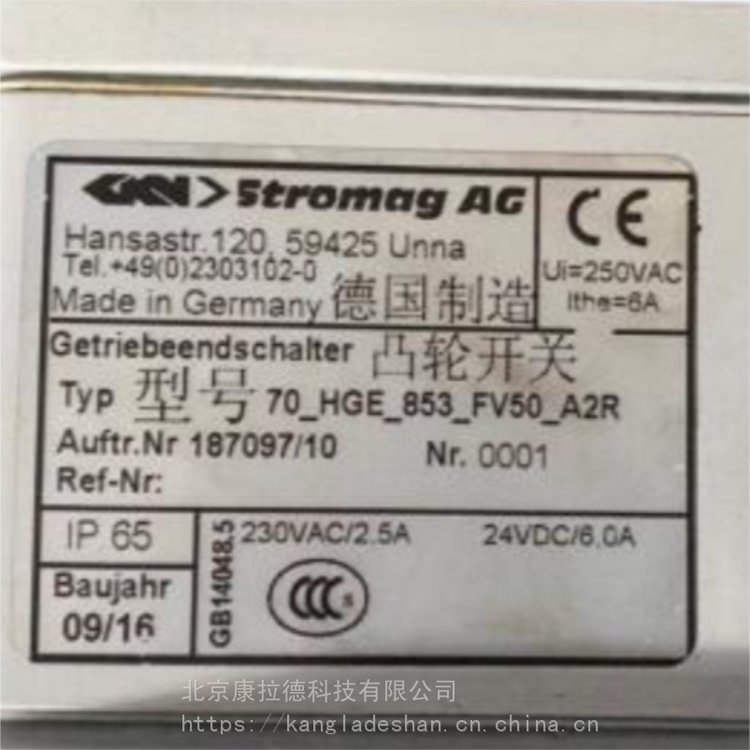 GKN Stromag AG
Hansastr.120, 59425 Unna
Tel.+49(0)2303102-0
Made in Germany 德国制造
CE
Ui=250VAC
Ithe=6A
Getriebeendschalter 凸轮开关
Typ 型号 70_HGE_853_FV50_A2R
Auftr.Nr 187097/10 Nr. 0001
Ref-Nr:
IP 65
Baujahr
09/16
GB14048.5
230VAC/2.5A 24VDC/6.0A
CCC S
北京康拉德科技有限公司
https://kangladeshan.cn.china.cn